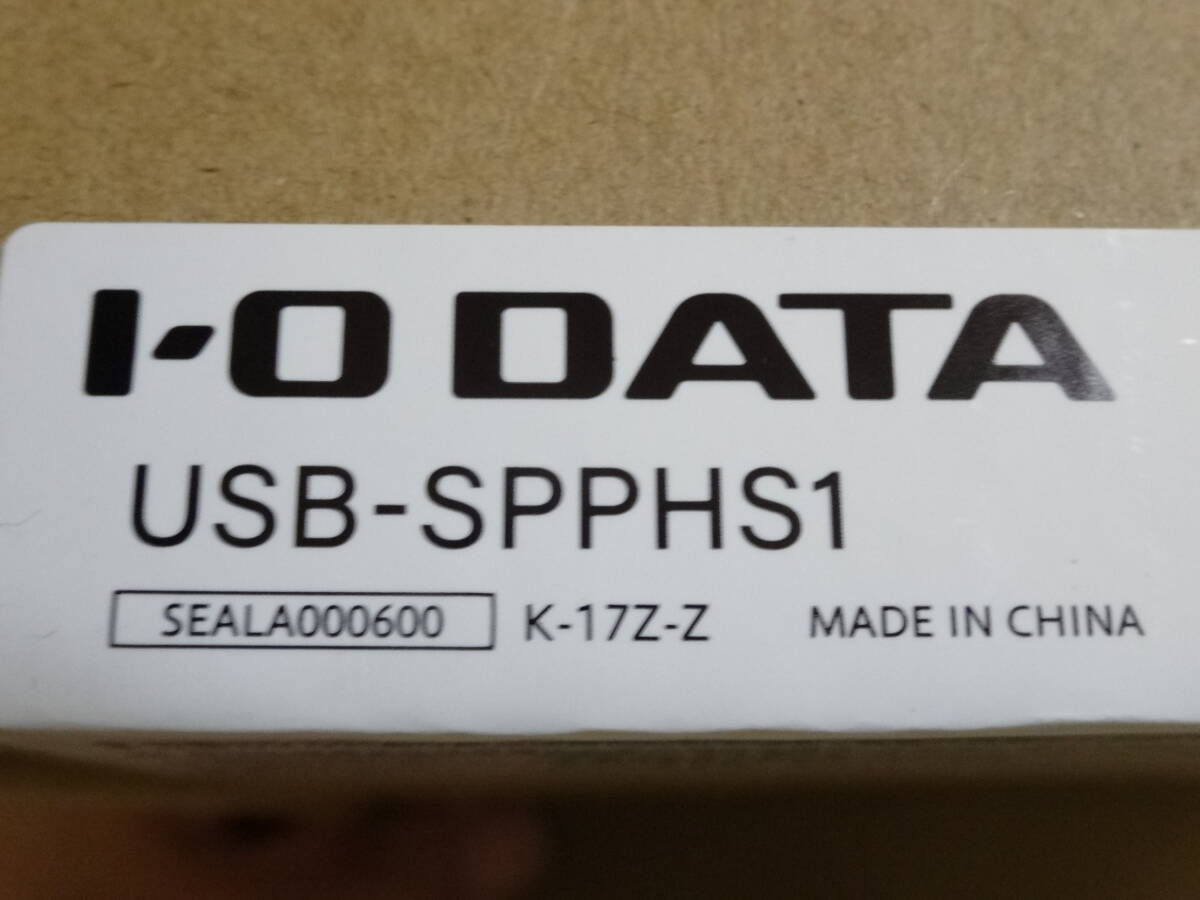 I-O DATA
USB-SPPHS1
SEALA000600 K-17Z-Z MADE IN CHINA